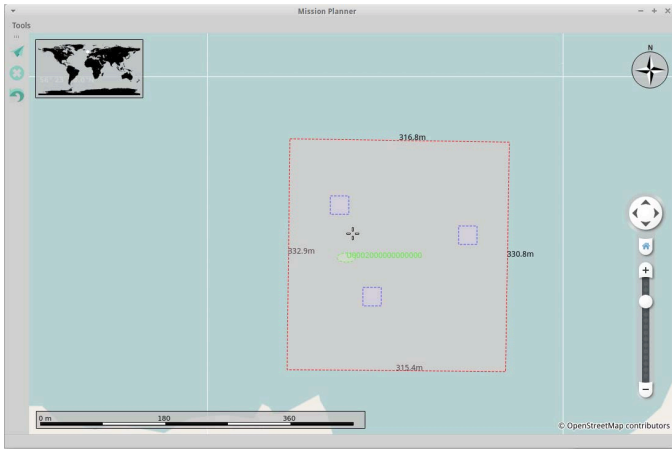 Mission Planner
Tools
N
316.8m
332.9m
330.8m
315.4m
0 m 180 360
© OpenStreetMap contributors